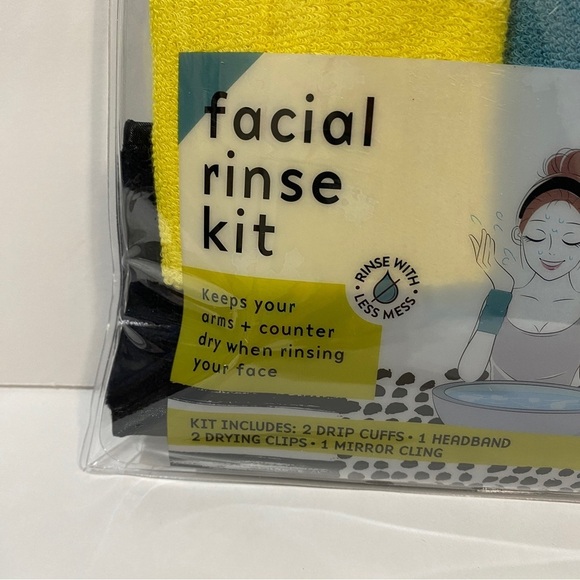 facial
rinse
kit
RINSE WITH
LESS MESS
Keeps your
arms + counter
dry when rinsing
your face
KIT INCLUDES: 2 DRIP CUFFS • 1 HEADBAND
2 DRYING CLIPS • 1 MIRROR CLING